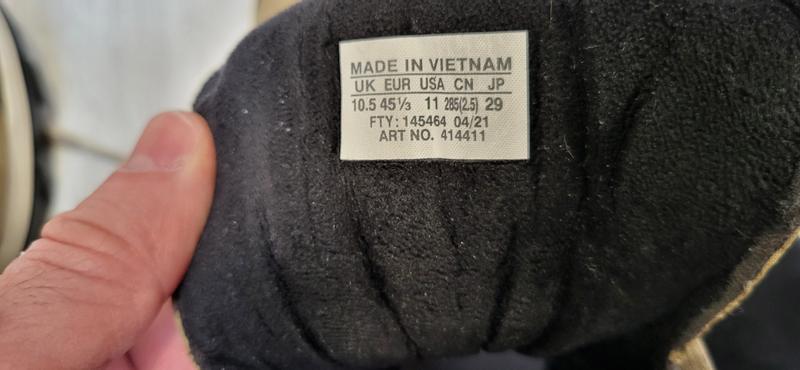 MADE IN VIETNAM
UK EUR USA CN JP
10.5 45⅓ 11 285(2.5) 29
FTY: 145464 04/21
ART NO. 414411